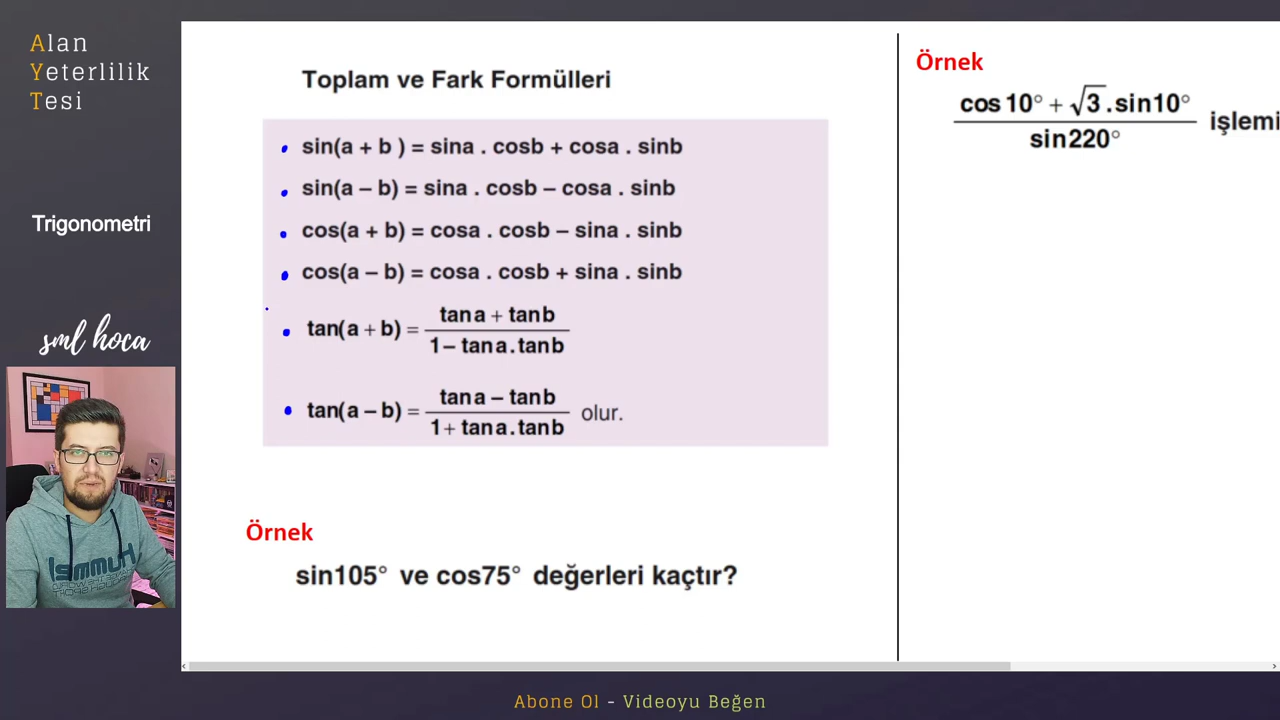 Alan
Yeterlilik
Tesi
Trigonometri
sml hoca
Toplam ve Fark Formülleri
• sin(a + b ) = sina . cosb + cosa . sinb
• sin(a – b) = sina . cosb – cosa . sinb
• cos(a + b) = cosa . cosb – sina . sinb
• cos(a – b) = cosa . cosb + sina . sinb
• tan(a + b) = (tana + tanb) / (1 – tana.tanb)
• tan(a – b) = (tana – tanb) / (1 + tana.tanb) olur.
Örnek
sin105° ve cos75° değerleri kaçtır?
Örnek
(cos 10° + √3 .sin10°) / (sin220°) işlemi
Abone Ol - Videoyu Beğen